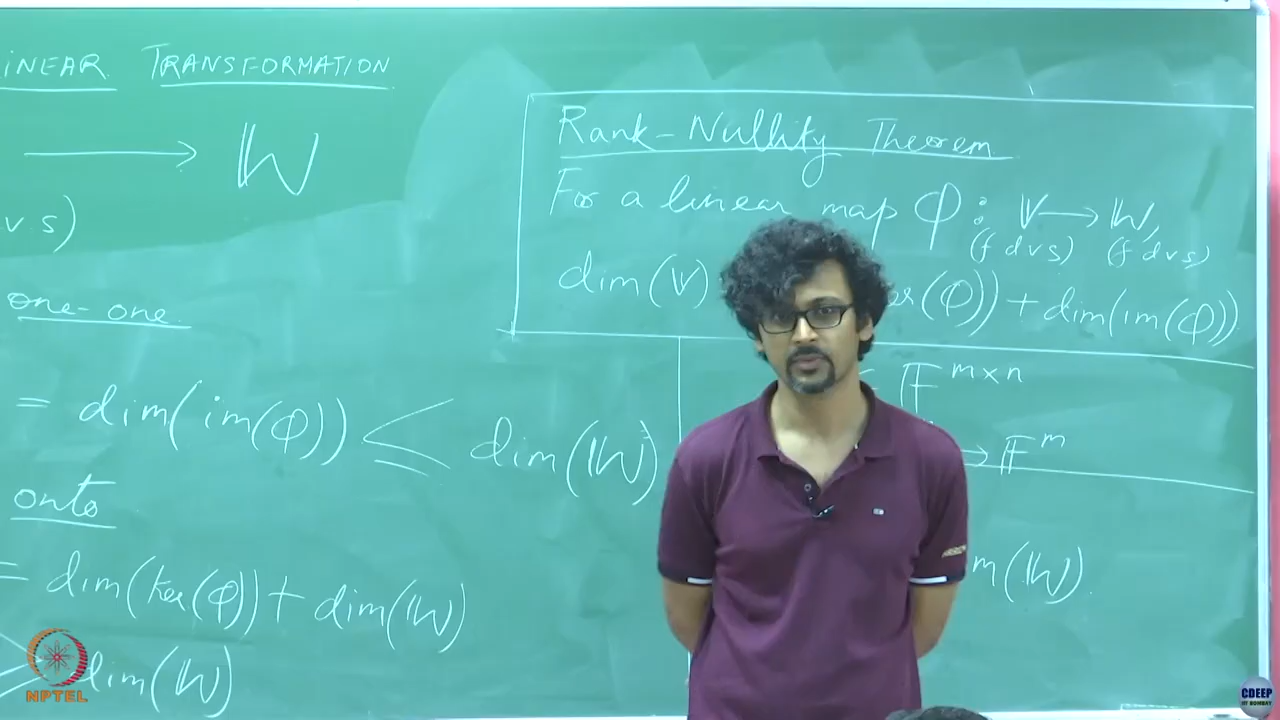 INEAR TRANSFORMATION
⟶ 𝕎
v.s)
one-one
= dim(im(φ)) ≤ dim(𝕎)
onto
= dim(ker(φ)) + dim(𝕎)
≥ dim(𝕎)
Rank-Nullity Theorem
For a linear map φ : 𝕍 ⟶ 𝕎,
(f d v s) (f d v s)
dim(𝕍) er(φ)) + dim(im(φ))
∈ 𝔽^{m×n}
→ 𝔽^m
m(𝕎).
NPTEL
CDEEP
IIT BOMBAY